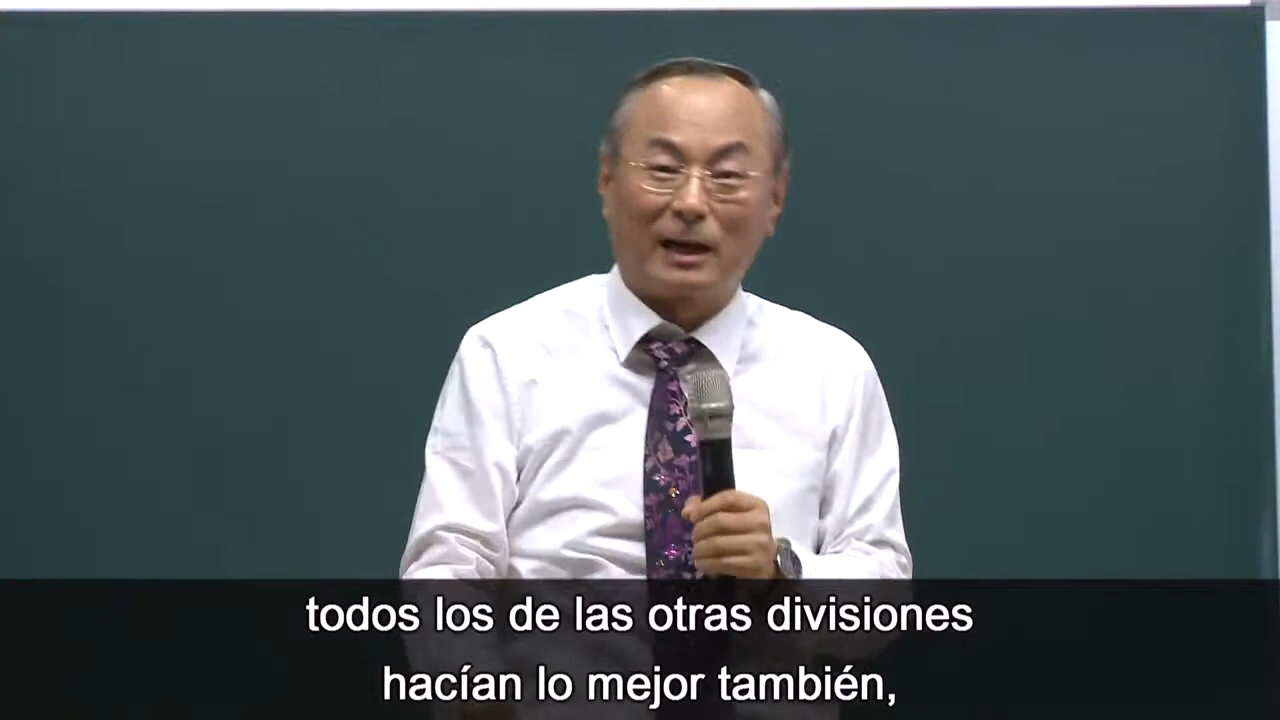 todos los de las otras divisiones
hacían lo mejor también,